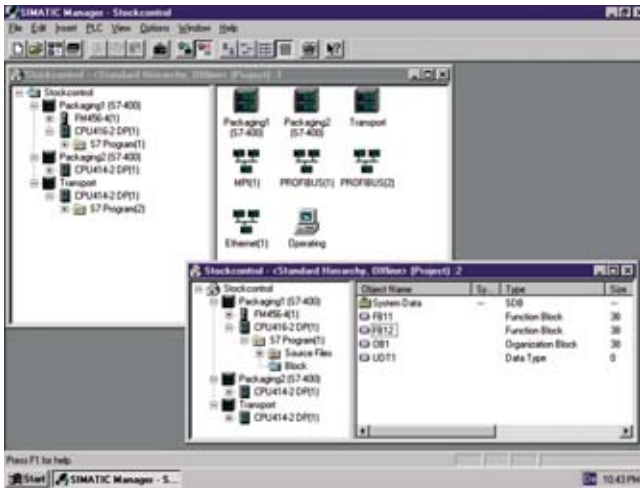 SIMATIC Manager - Stockcontrol
File Edit Insert PLC View Options Window Help
Stockcontrol - <Standard Hierarchy, Offline> (Project) :1
Stockcontrol
Packaging1 (S7-400)
FM456-4(1)
CPU416-2 DP(1)
S7 Program(1)
Packaging2 (S7-400)
CPU414-2 DP(1)
Transport
CPU414-2 DP(1)
S7 Program(2)
Packaging1 (S7-400)
Packaging2 (S7-400)
Transport
MPI(1) PROFIBUS(1) PROFIBUS(2)
Ethernet(1) Operating
Stockcontrol - <Standard Hierarchy, Offline> (Project) :2
Stockcontrol
Packaging1 (S7-400)
FM456-4(1)
CPU416-2 DP(1)
S7 Program(1)
Source Files
Block
Packaging2 (S7-400)
CPU414-2 DP(1)
Transport
CPU414-2 DP(1)
Object Name Sy... Type Size
System Data -- SDB --
FB11 Function Block 38
FB12 Function Block 38
OB1 Organization Block 38
UDT1 Data Type 0
Press F1 for help.
Start SIMATIC Manager - S... 10:43 PM